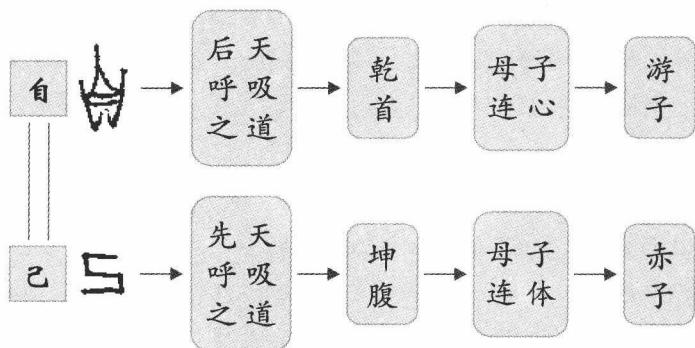 自
后天
呼吸
之道
乾
首
母子
连心
游
子
己
先天
呼吸
之道
坤
腹
母子
连体
赤
子